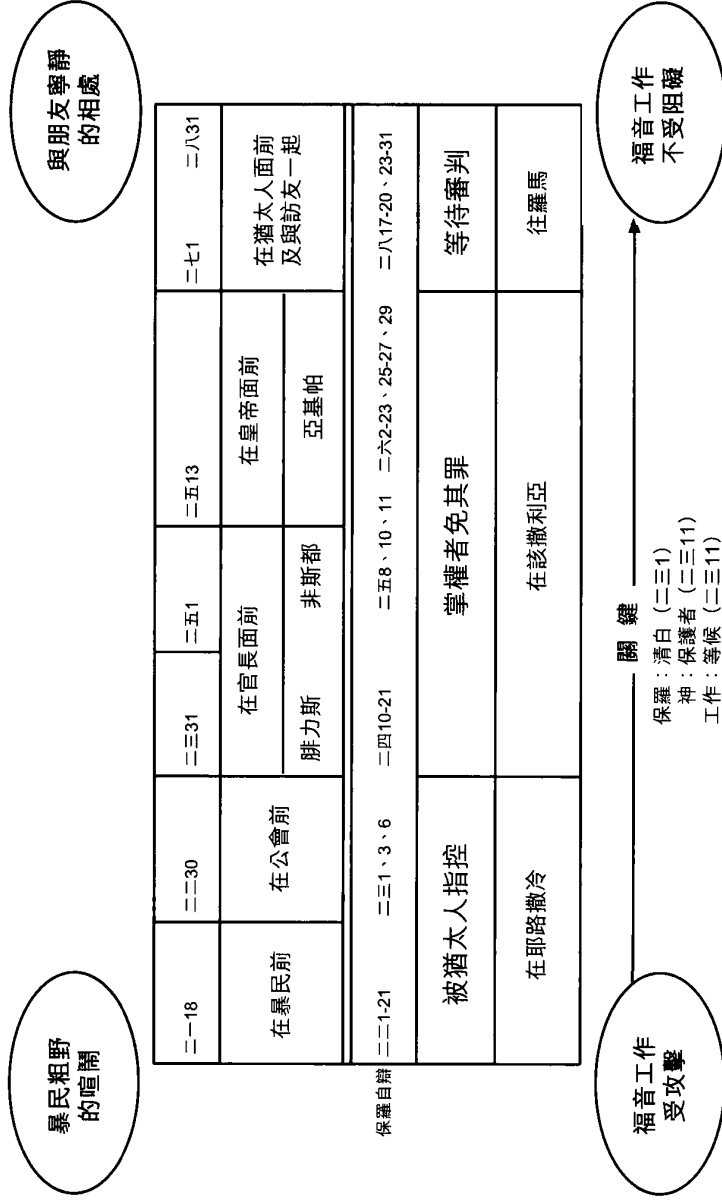 暴民粗野
的喧鬧
與朋友寧靜
的相處
二一18
二二30
二三31
二五1
二五13
二七1
二八31
在暴民前
在公會前
在官長面前
在皇帝面前
在猶太人面前
及與訪友一起
腓力斯
非斯都
亞基帕
保羅自辯
二二1-21
二三1、3、6
二四10-21
二五8、10、11
二六2-23、25-27、29
二八17-20、23-31
被猶太人指控
掌權者免其罪
等待審判
在耶路撒冷
在該撒利亞
往羅馬
福音工作
受攻擊
關鍵
福音工作
不受阻礙
保羅：清白（二三1）
神：保護者（二三11）
工作：等候（二三11）